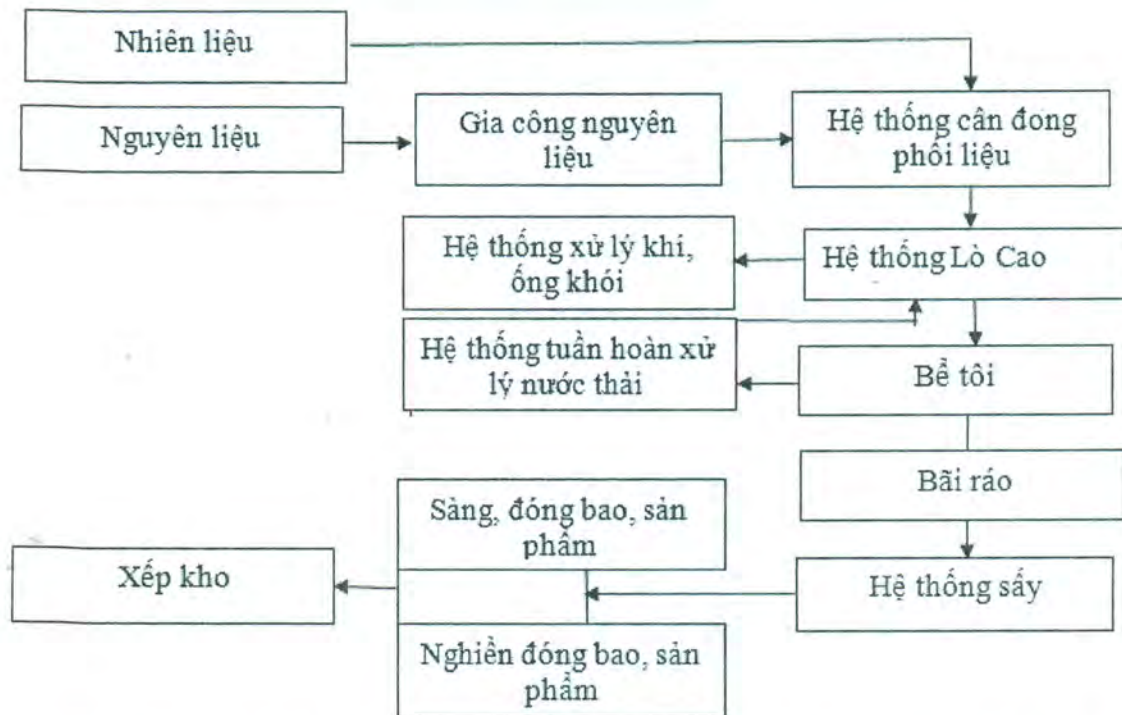 Nhiên liệu
Nguyên liệu
Gia công nguyên
liệu
Hệ thống cân đong
phối liệu
Hệ thống xử lý khí,
ống khói
Hệ thống Lò Cao
Hệ thống tuần hoàn xử
lý nước thải
Bể tôi
Bãi ráo
Sàng, đóng bao, sản
phẩm
Xếp kho
Hệ thống sấy
Nghiền đóng bao, sản
phẩm